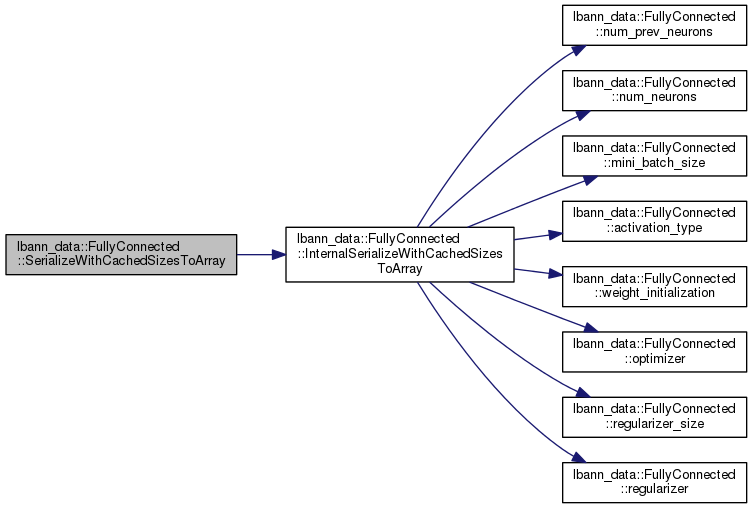 lbann_data::FullyConnected
::SerializeWithCachedSizesToArray
lbann_data::FullyConnected
::InternalSerializeWithCachedSizes
ToArray
lbann_data::FullyConnected
::num_prev_neurons
lbann_data::FullyConnected
::num_neurons
lbann_data::FullyConnected
::mini_batch_size
lbann_data::FullyConnected
::activation_type
lbann_data::FullyConnected
::weight_initialization
lbann_data::FullyConnected
::optimizer
lbann_data::FullyConnected
::regularizer_size
lbann_data::FullyConnected
::regularizer